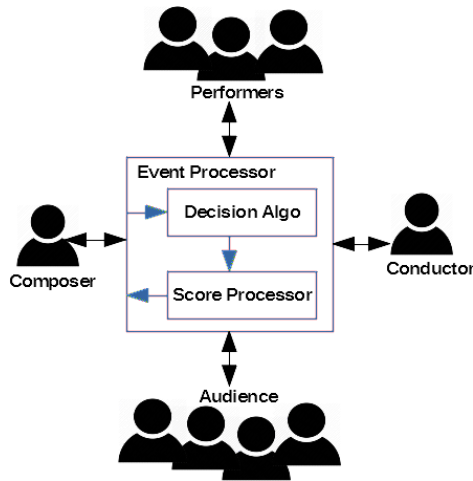 Performers
Event Processor
Decision Algo
Composer
Conductor
Score Processor
Audience